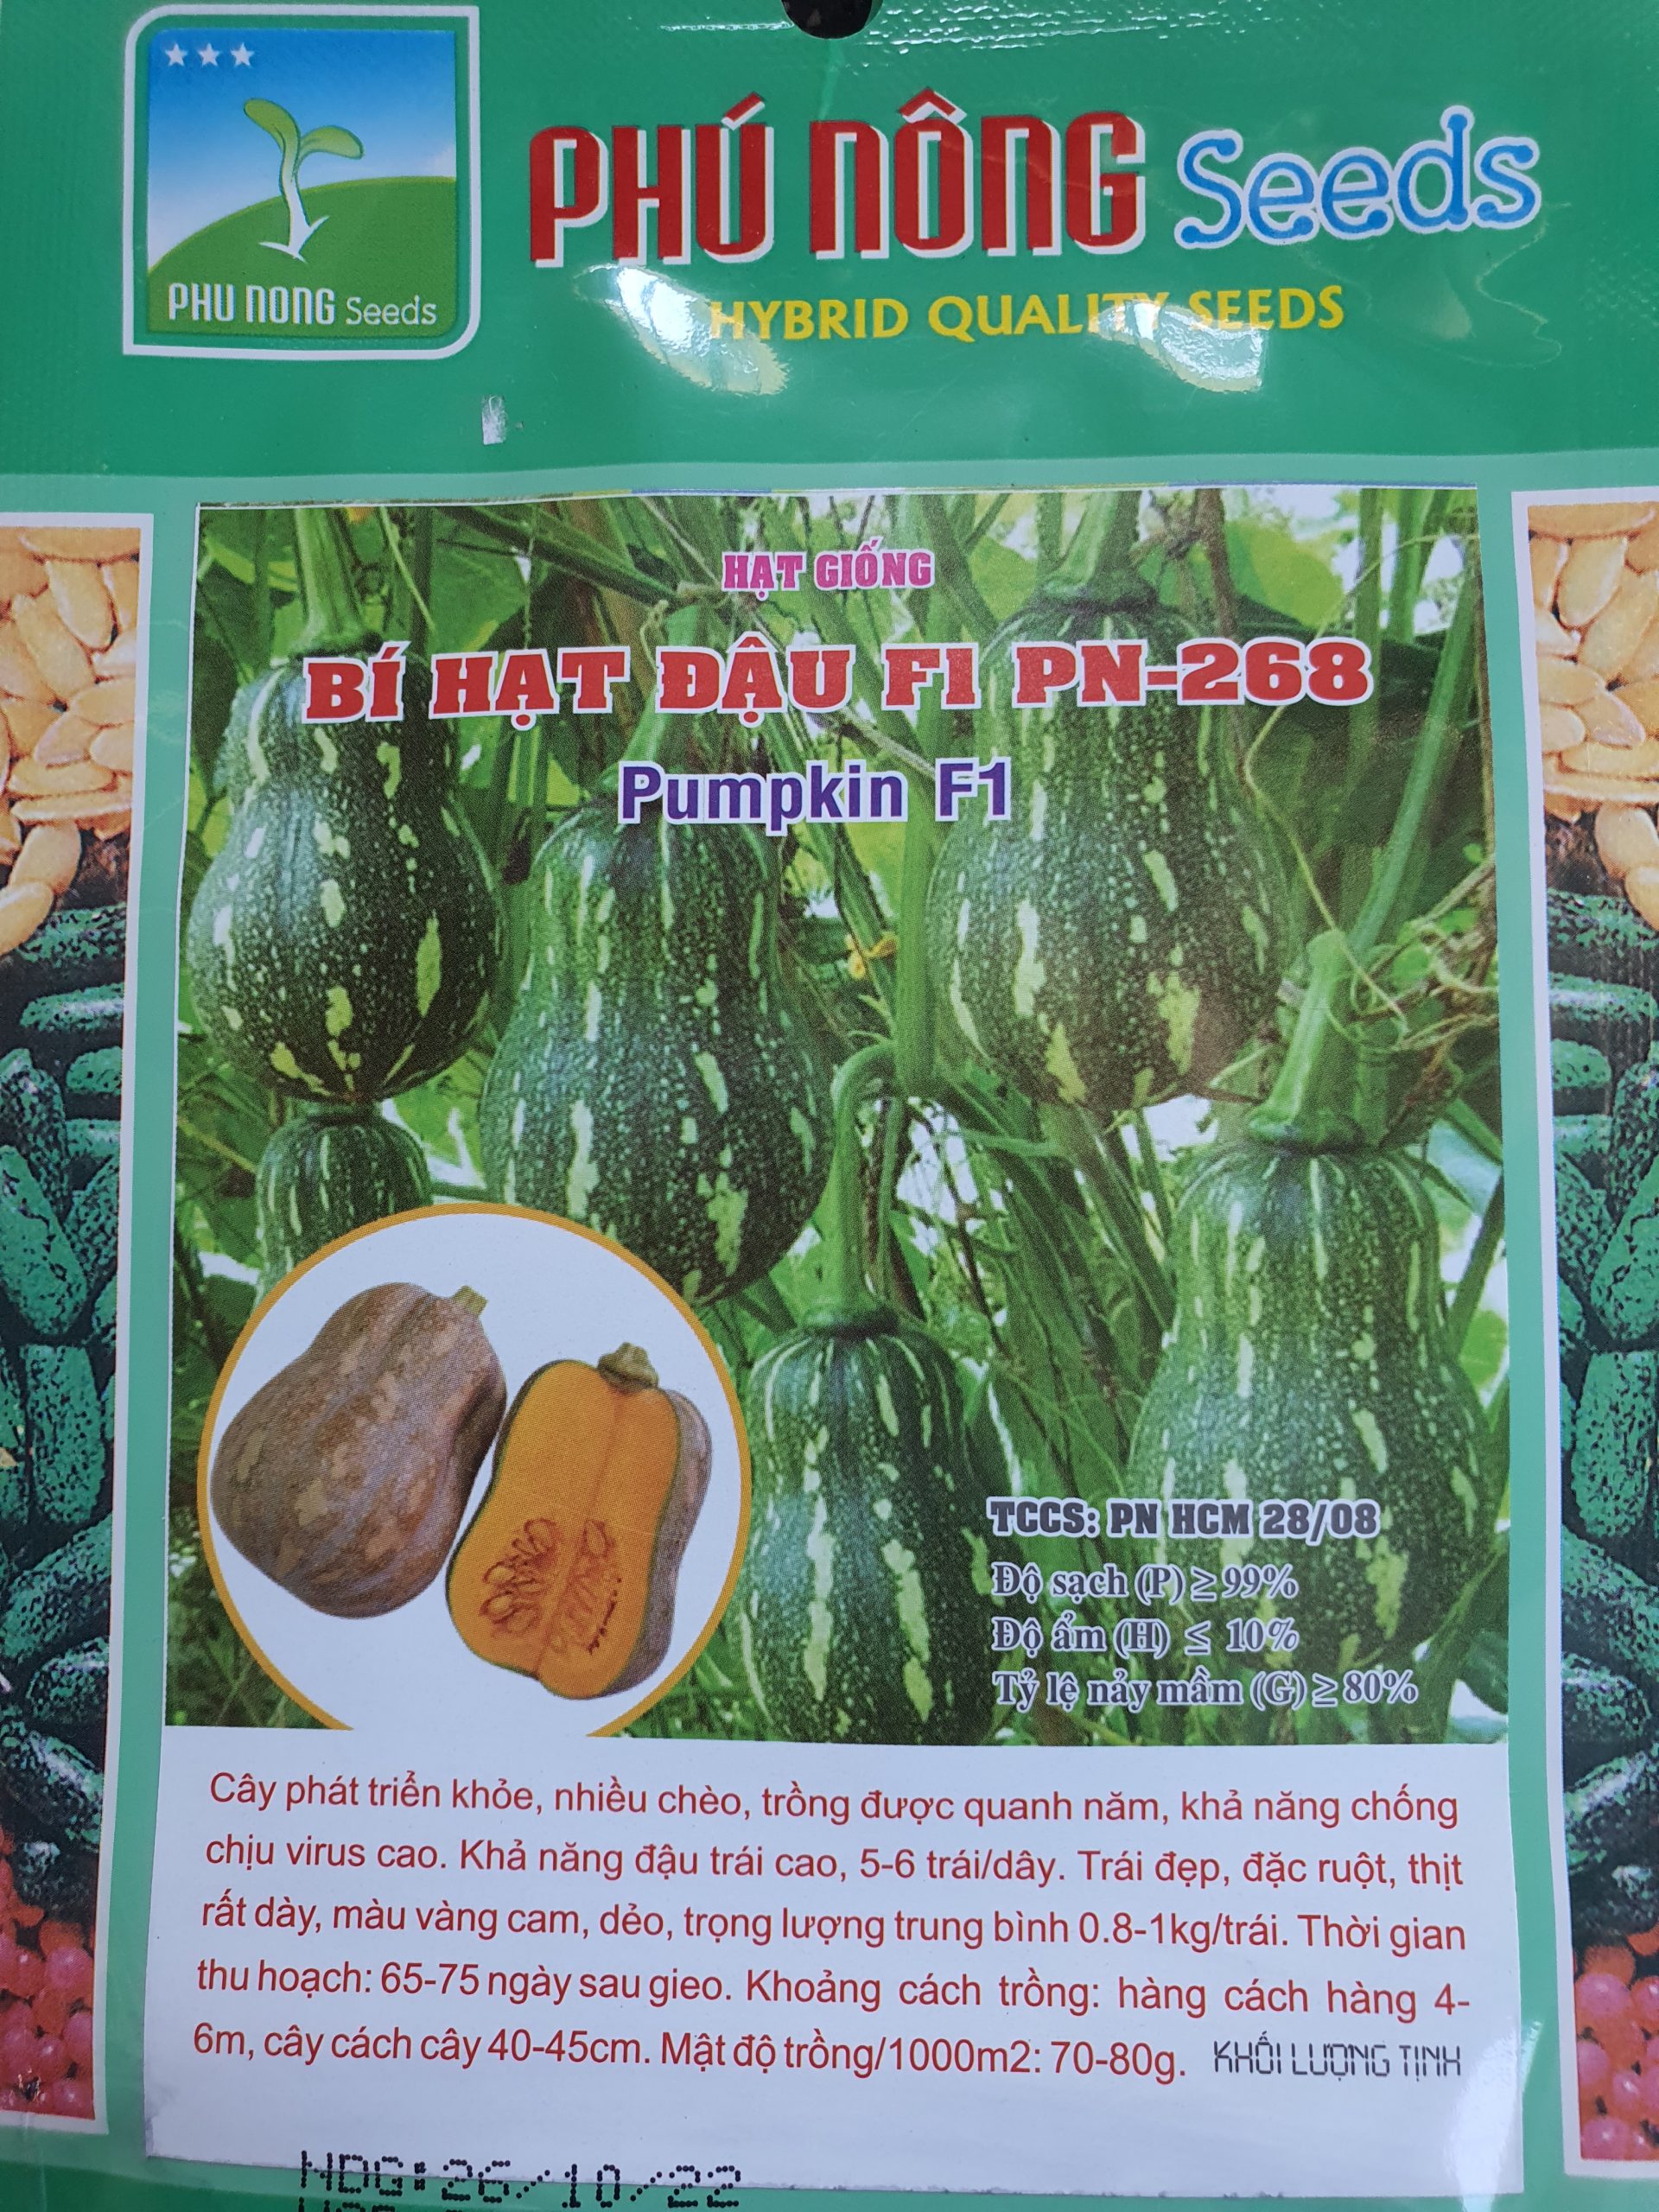 PHU NONG Seeds
PHÚ NÔNG Seeds
HYBRID QUALITY SEEDS
HẠT GIỐNG
BÍ HẠT ĐẬU F1 PN-268
Pumpkin F1
TCCS: PN HCM 28/08
Độ sạch (P) ≥ 99%
Độ ẩm (H) ≤ 10%
Tỷ lệ nảy mầm (G) ≥ 80%
Cây phát triển khỏe, nhiều chèo, trồng được quanh năm, khả năng chống
chịu virus cao. Khả năng đậu trái cao, 5-6 trái/dây. Trái đẹp, đặc ruột, thịt
rất dày, màu vàng cam, dẻo, trọng lượng trung bình 0.8-1kg/trái. Thời gian
thu hoạch: 65-75 ngày sau gieo. Khoảng cách trồng: hàng cách hàng 4-
6m, cây cách cây 40-45cm. Mật độ trồng/1000m2: 70-80g. KHỐI LƯỢNG TỊNH
NDG: 26/10/22